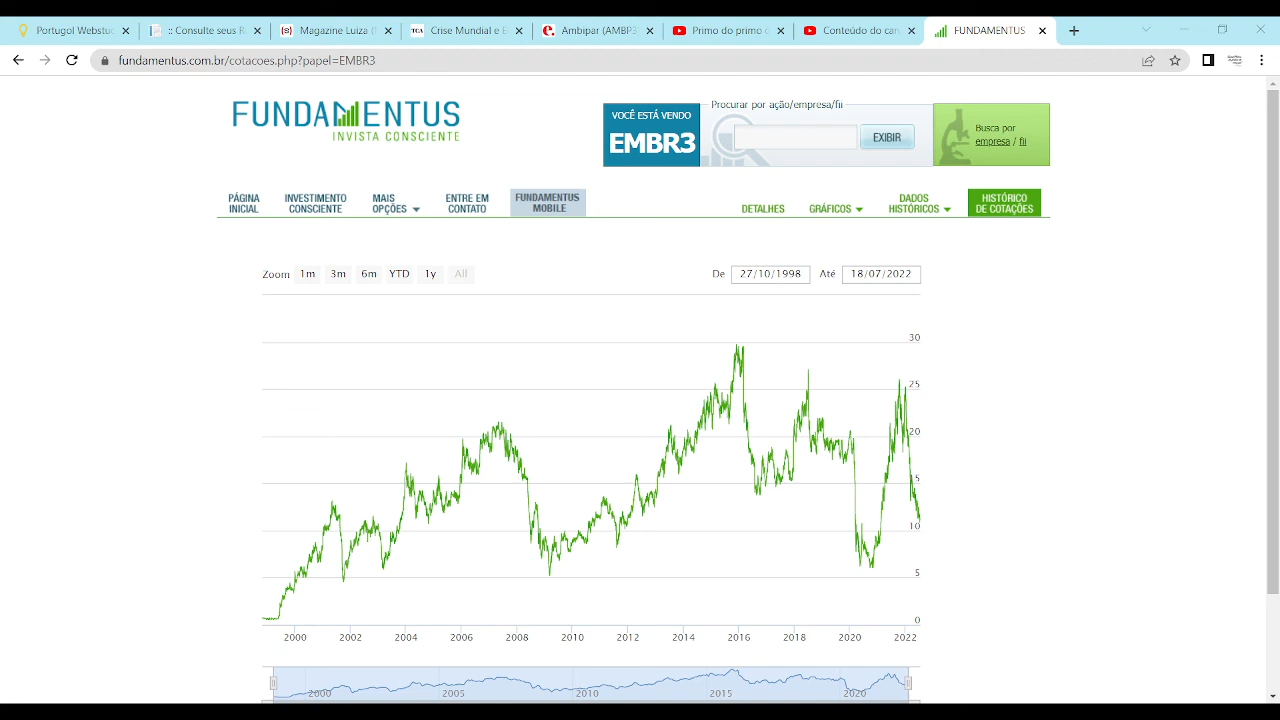 Portugol Webstuc
:: Consulte seus R
Magazine Luiza (
Crise Mundial e E
Ambipar (AMBP3
Primo do primo c
Conteúdo do can
FUNDAMENTUS
fundamentus.com.br/cotacoes.php?papel=EMBR3
FUNDAMENTUS
INVISTA CONSCIENTE
VOCÊ ESTÁ VENDO
EMBR3
Procurar por ação/empresa/fii
EXIBIR
Busca por
empresa / fii
PÁGINA
INICIAL
INVESTIMENTO
CONSCIENTE
MAIS
OPÇÕES
ENTRE EM
CONTATO
FUNDAMENTUS
MOBILE
DETALHES
GRÁFICOS
DADOS
HISTÓRICOS
HISTÓRICO
DE COTAÇÕES
Zoom 1m 3m 6m YTD 1y All
De 27/10/1998 Até 18/07/2022
30
25
20
15
10
5
0
2000 2002 2004 2006 2008 2010 2012 2014 2016 2018 2020 2022
2000 2005 2010 2015 2020